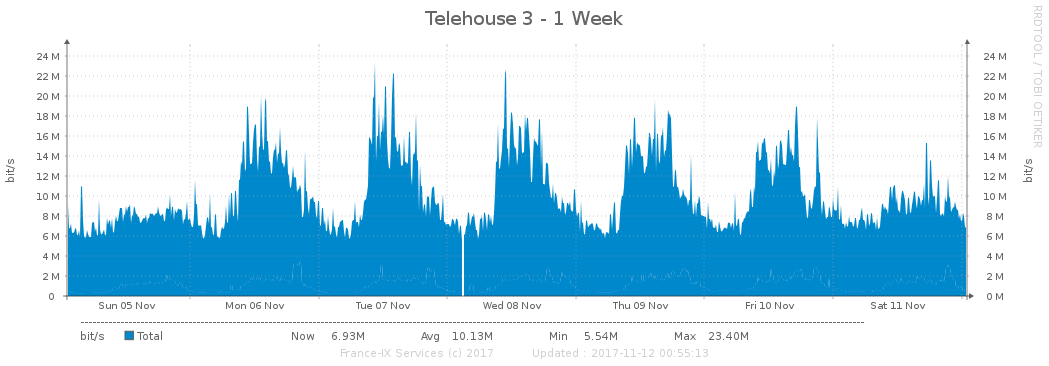 Telehouse 3 - 1 Week
RRDTOOL / TOBI OETIKER
24 M 24 M
22 M 22 M
20 M 20 M
18 M 18 M
16 M 16 M
14 M 14 M
12 M 12 M
10 M 10 M
8 M 8 M
6 M 6 M
4 M 4 M
2 M 2 M
0 0 M
bit/s
bit/s
Sun 05 Nov Mon 06 Nov Tue 07 Nov Wed 08 Nov Thu 09 Nov Fri 10 Nov Sat 11 Nov
bit/s Total Now 6.93M Avg 10.13M Min 5.54M Max 23.40M
France-IX Services (c) 2017 Updated : 2017-11-12 00:55:13